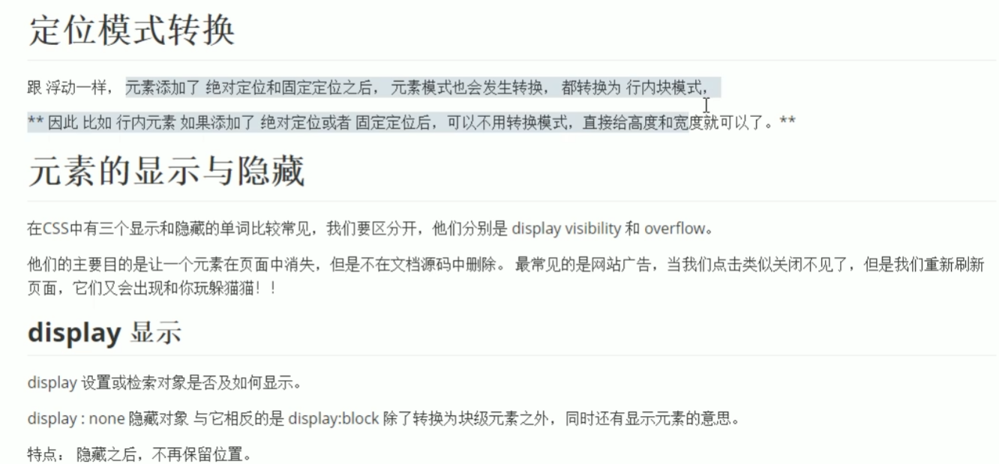 定位模式转换
跟 浮动一样， 元素添加了 绝对定位和固定定位之后， 元素模式也会发生转换， 都转换为 行内块模式，
** 因此 比如 行内元素 如果添加了 绝对定位或者 固定定位后，可以不用转换模式，直接给高度和宽度就可以了。**
元素的显示与隐藏
在CSS中有三个显示和隐藏的单词比较常见，我们要区分开，他们分别是 display visibility 和 overflow。
他们的主要目的是让一个元素在页面中消失，但是不在文档源码中删除。 最常见的是网站广告，当我们点击类似关闭不见了，但是我们重新刷新
页面，它们又会出现和你玩躲猫猫！！
display 显示
display 设置或检索对象是否及如何显示。
display : none 隐藏对象 与它相反的是 display:block 除了转换为块级元素之外，同时还有显示元素的意思。
特点： 隐藏之后，不再保留位置。